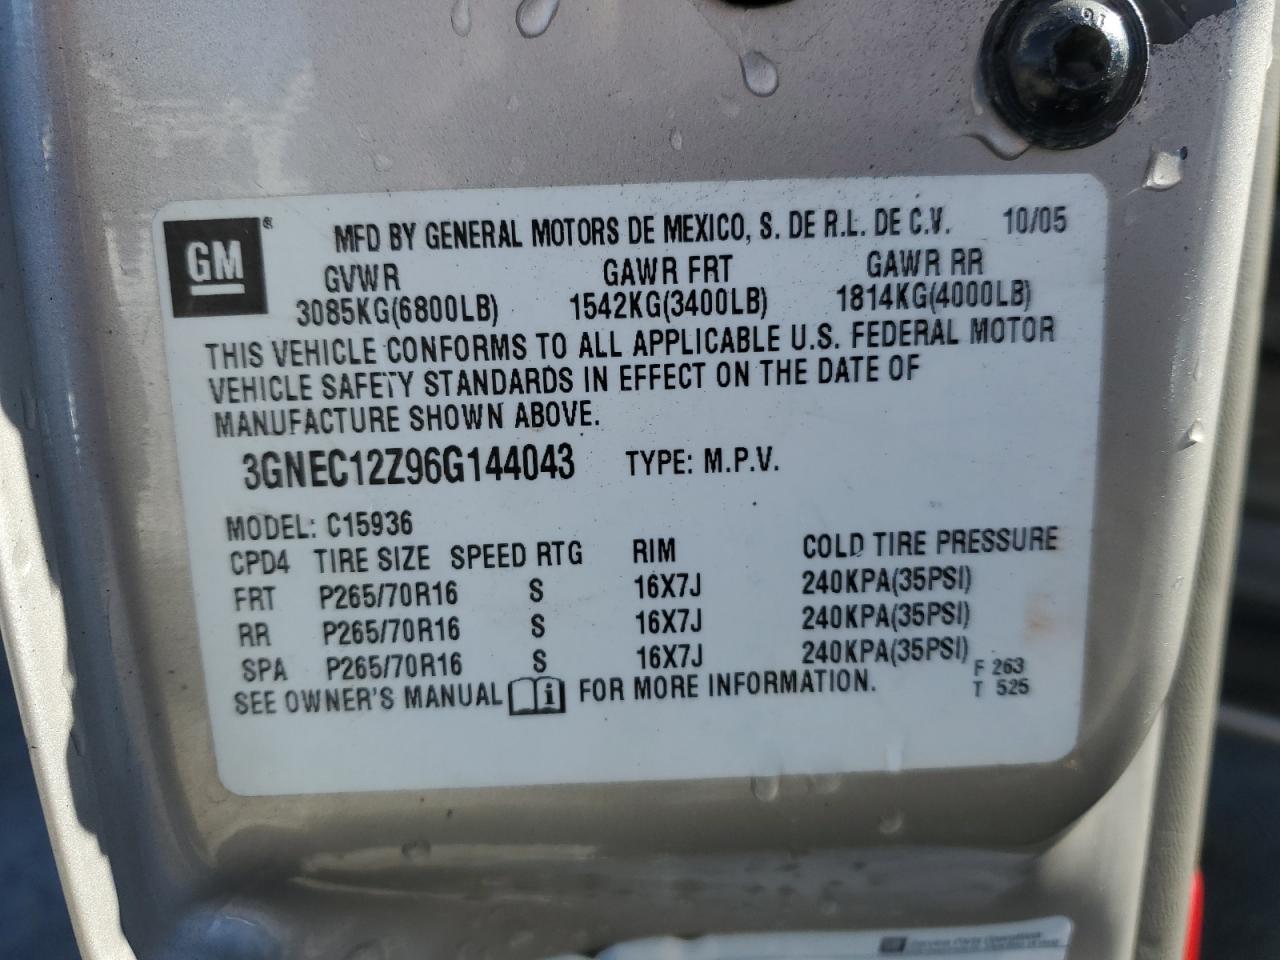 GM ® MFD BY GENERAL MOTORS DE MEXICO, S. DE R.L. DE C.V. 10/05
GVWR GAWR FRT GAWR RR
3085KG(6800LB) 1542KG(3400LB) 1814KG(4000LB)
THIS VEHICLE CONFORMS TO ALL APPLICABLE U.S. FEDERAL MOTOR
VEHICLE SAFETY STANDARDS IN EFFECT ON THE DATE OF
MANUFACTURE SHOWN ABOVE.
3GNEC12Z96G144043 TYPE: M.P.V.
MODEL: C15936
CPD4 TIRE SIZE SPEED RTG RIM COLD TIRE PRESSURE
FRT P265/70R16 S 16X7J 240KPA(35PSI)
RR P265/70R16 S 16X7J 240KPA(35PSI)
SPA P265/70R16 S 16X7J 240KPA(35PSI)
SEE OWNER'S MANUAL i FOR MORE INFORMATION.
F 263
T 525
GM Service Parts Operations